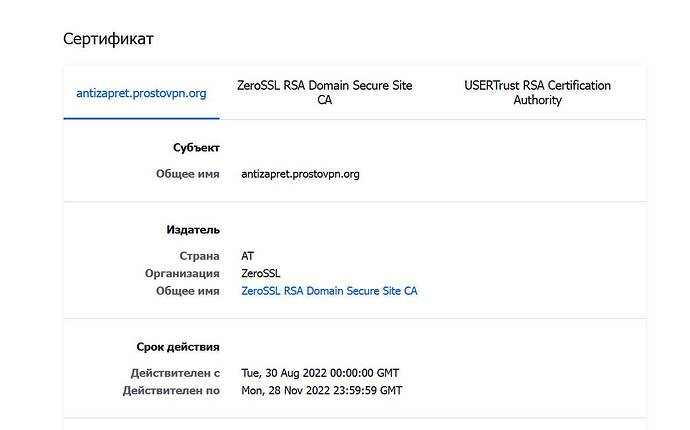 Сертификат
antizapret.prostovpn.org
ZeroSSL RSA Domain Secure Site
CA
USERTrust RSA Certification
Authority
Субъект
Общее имя antizapret.prostovpn.org
Издатель
Страна AT
Организация ZeroSSL
Общее имя ZeroSSL RSA Domain Secure Site CA
Срок действия
Действителен с Tue, 30 Aug 2022 00:00:00 GMT
Действителен по Mon, 28 Nov 2022 23:59:59 GMT